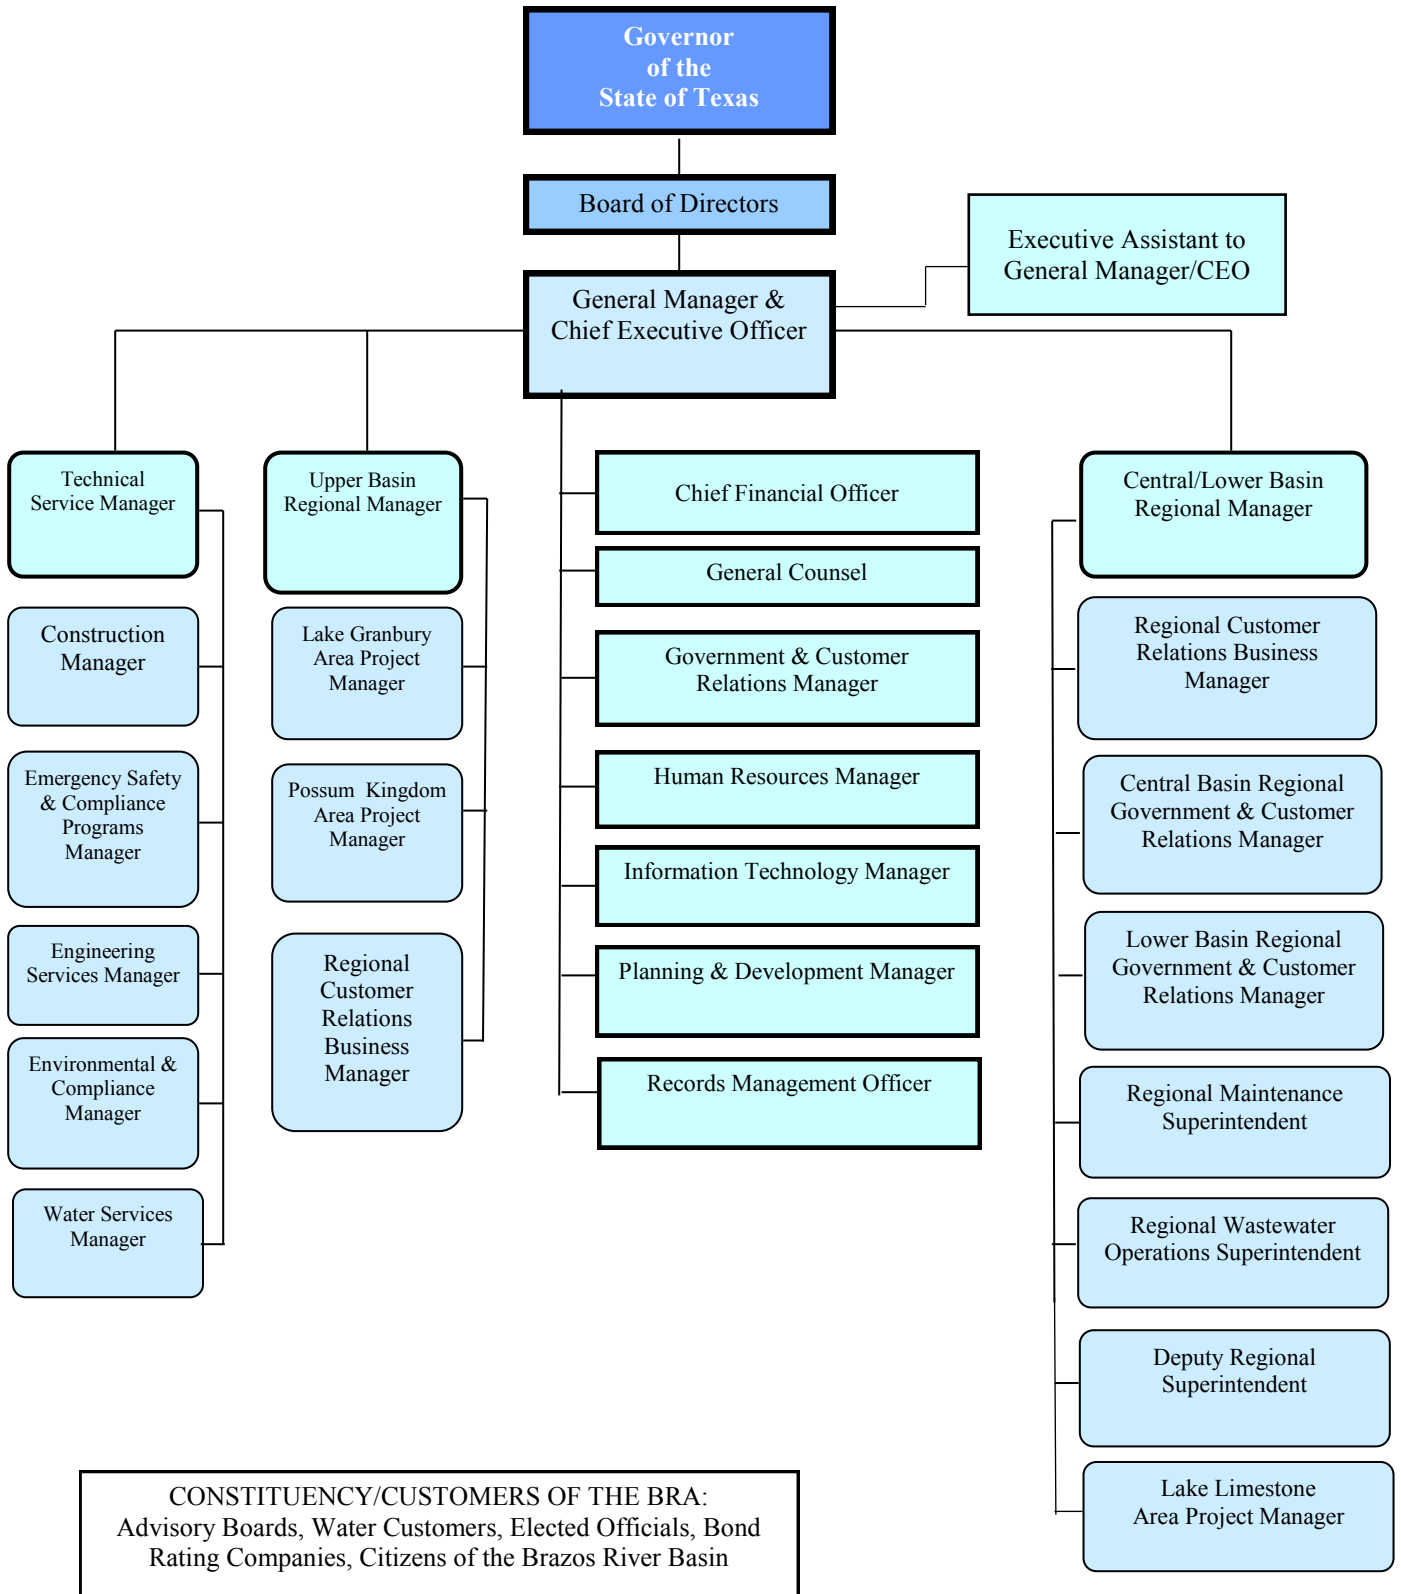 Governor
of the
State of Texas
Board of Directors
Executive Assistant to
General Manager/CEO
General Manager &
Chief Executive Officer
Technical
Service Manager
Construction
Manager
Emergency Safety
& Compliance
Programs
Manager
Engineering
Services Manager
Environmental &
Compliance
Manager
Water Services
Manager
Upper Basin
Regional Manager
Lake Granbury
Area Project
Manager
Possum  Kingdom
Area Project
Manager
Regional
Customer
Relations
Business
Manager
Chief Financial Officer
General Counsel
Government & Customer
Relations Manager
Human Resources Manager
Information Technology Manager
Planning & Development Manager
Records Management Officer
Central/Lower Basin
Regional Manager
Regional Customer
Relations Business
Manager
Central Basin Regional
Government & Customer
Relations Manager
Lower Basin Regional
Government & Customer
Relations Manager
Regional Maintenance
Superintendent
Regional Wastewater
Operations Superintendent
Deputy Regional
Superintendent
Lake Limestone
Area Project Manager
CONSTITUENCY/CUSTOMERS OF THE BRA:
Advisory Boards, Water Customers, Elected Officials, Bond
Rating Companies, Citizens of the Brazos River Basin